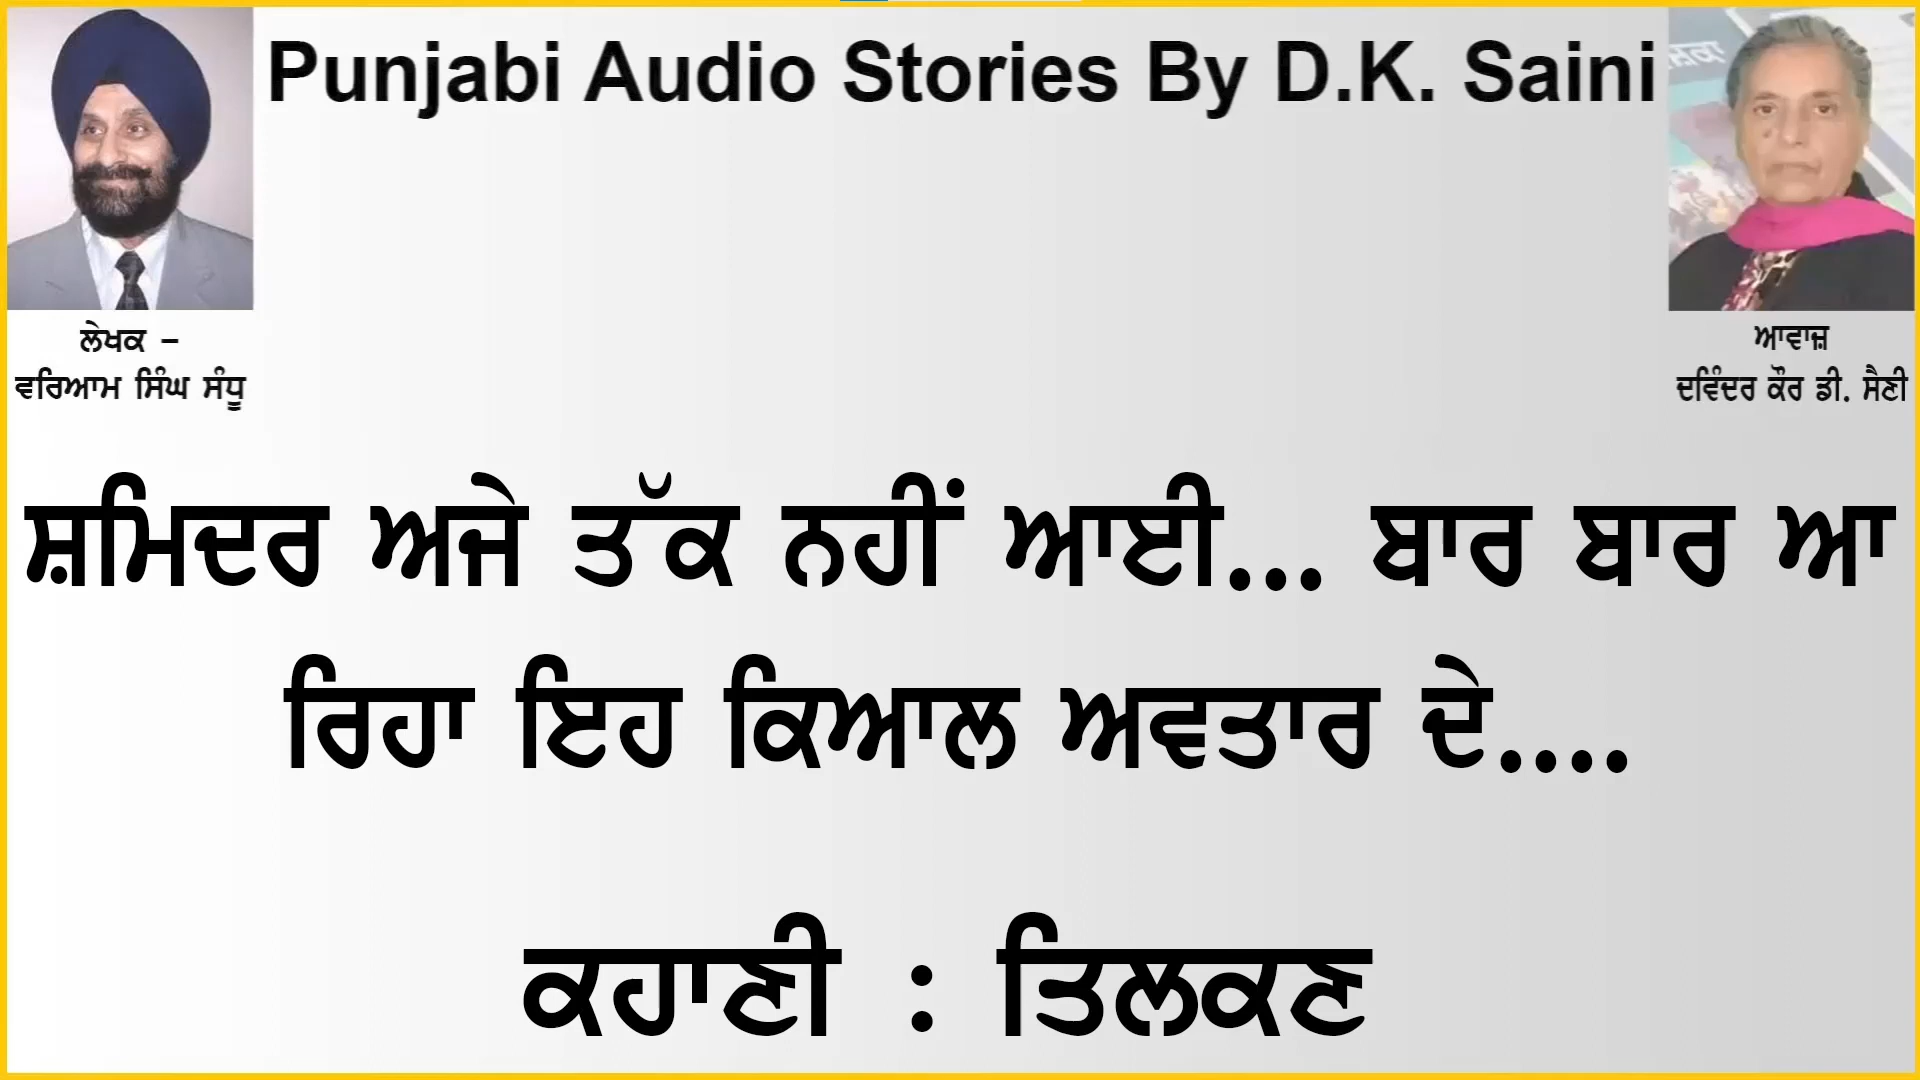 Punjabi Audio Stories By D.K. Saini
ਲੇਖਕ –
ਵਰਿਆਮ ਸਿੰਘ ਸੰਧੂ
ਆਵਾਜ਼
ਦਵਿੰਦਰ ਕੌਰ ਡੀ. ਸੈਣੀ
ਸ਼ਮਿਦਰ ਅਜੇ ਤੱਕ ਨਹੀਂ ਆਈ... ਬਾਰ ਬਾਰ ਆ
ਰਿਹਾ ਇਹ ਕਿਆਲ ਅਵਤਾਰ ਦੇ....
ਕਹਾਣੀ : ਤਿਲਕਣ